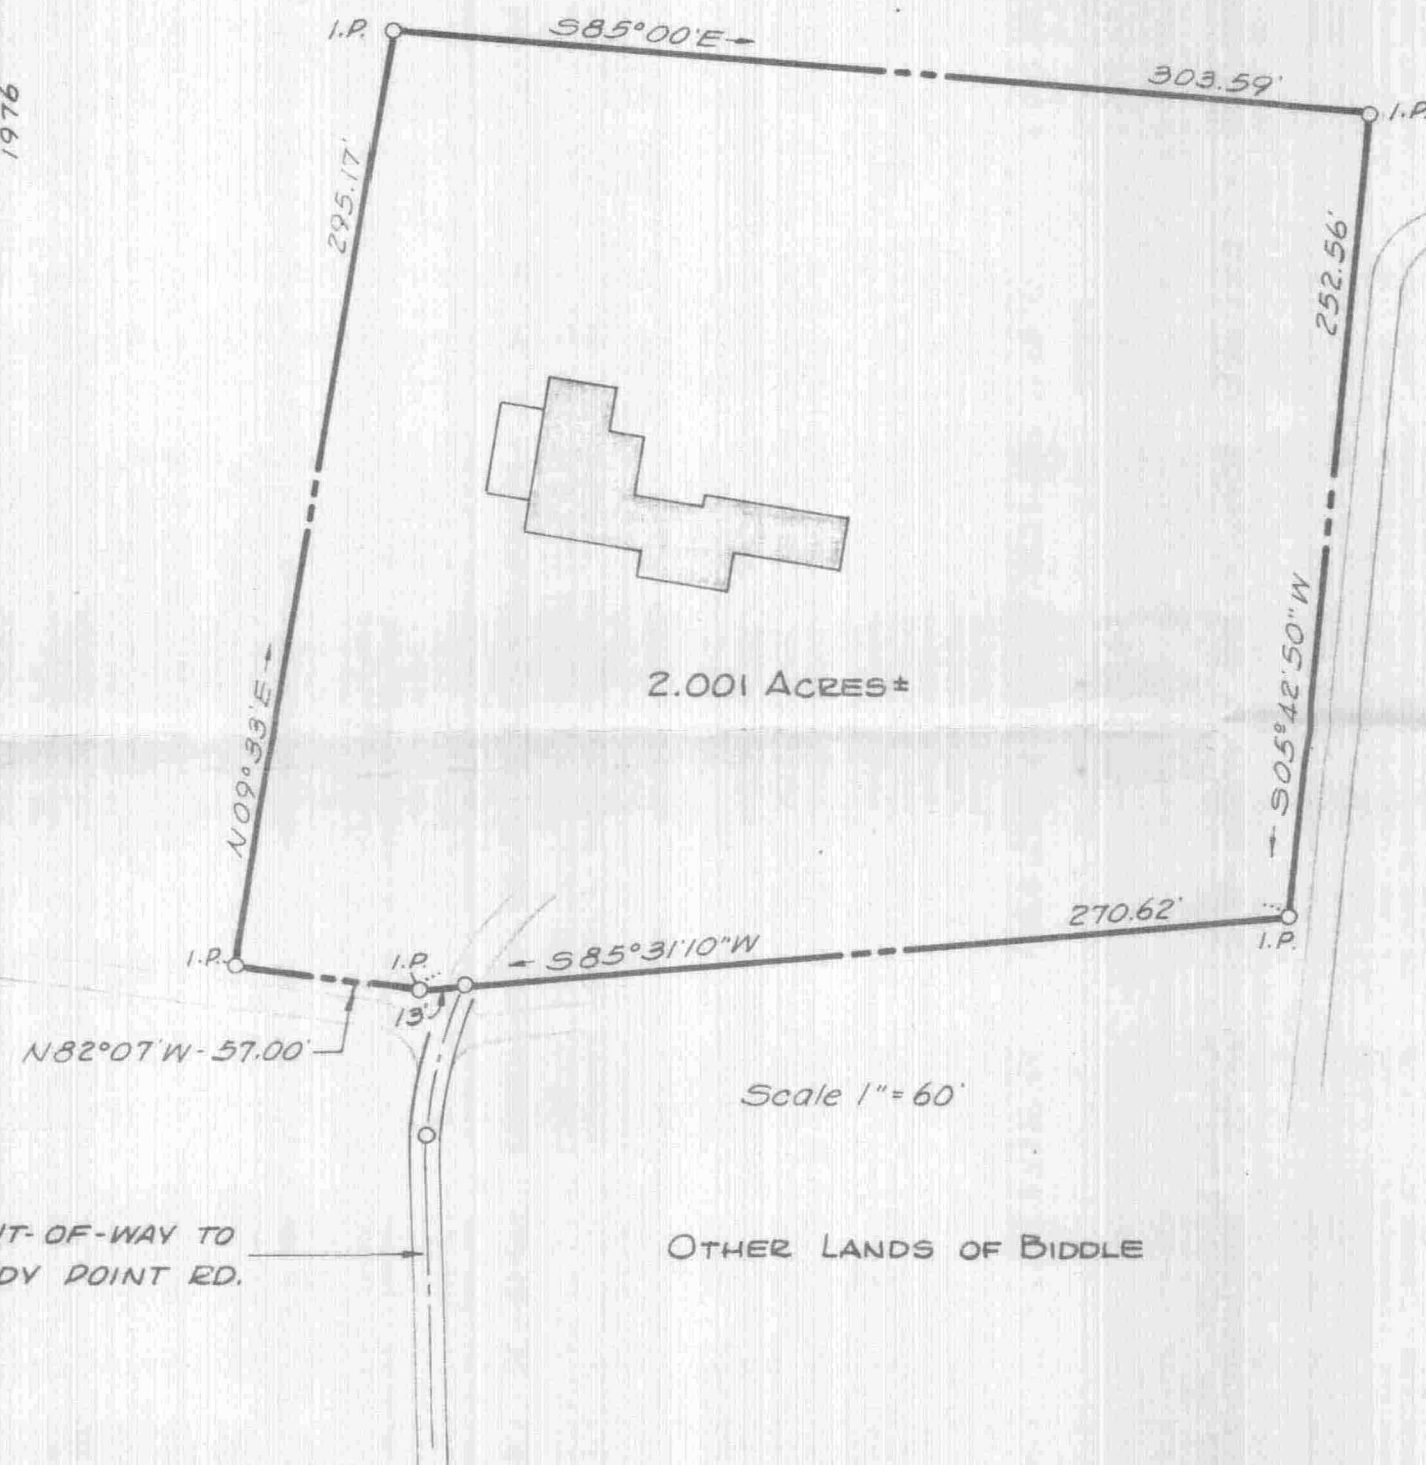 I.P.
S85°00'E
303.59'
I.P.
1976
295.17'
252.56'
2.001 ACRES±
N09°33'E
S05°42'50"W
270.62'
I.P.
S85°31'10"W
I.P.
I.P.
13'
N82°07'W-57.00'
Scale 1"=60'
-OF-WAY TO
POINT RD.
OTHER LANDS OF BIDDLE